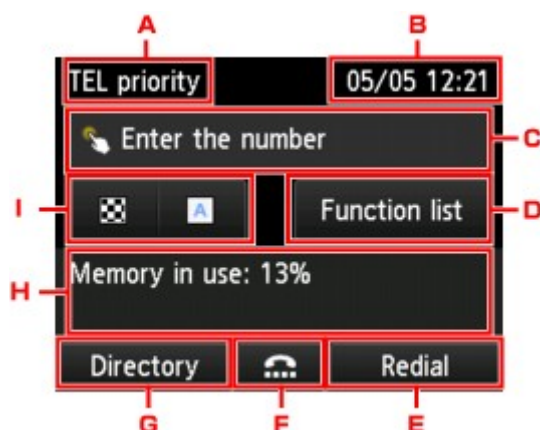 A B
TEL priority 05/05 12:21
Enter the number C
I A Function list D
H Memory in use: 13%
Directory Redial
G F E